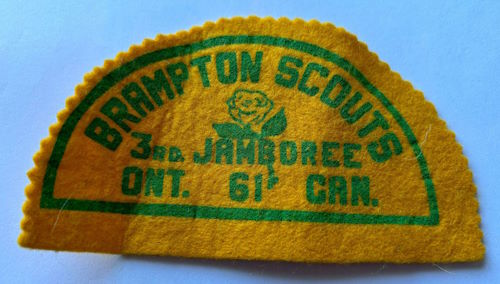 BRAMPTON SCOUTS
3RD. JAMBOREE
ONT. 61 CAN.